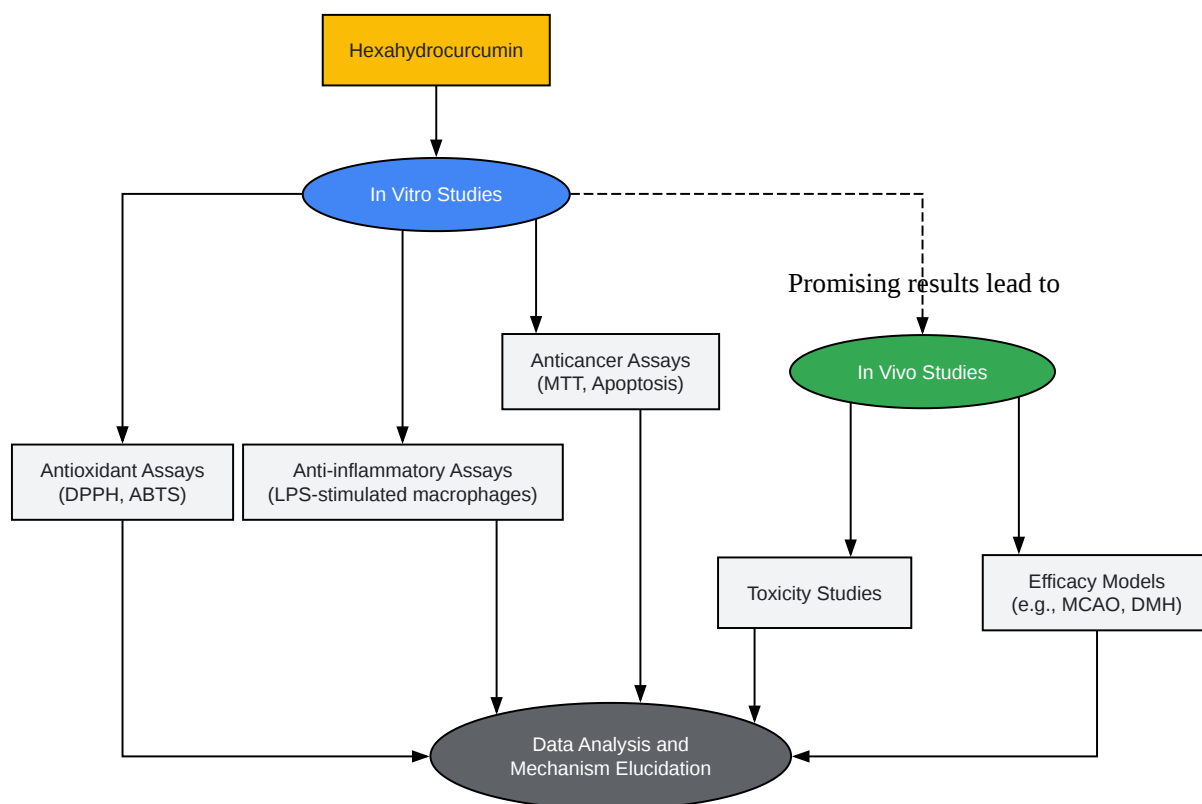 Hexahydrocurcumin
In Vitro Studies
Promising results lead to
Anticancer Assays
(MTT, Apoptosis)
In Vivo Studies
Antioxidant Assays
(DPPH, ABTS)
Anti-inflammatory Assays
(LPS-stimulated macrophages)
Toxicity Studies
Efficacy Models
(e.g., MCAO, DMH)
Data Analysis and
Mechanism Elucidation